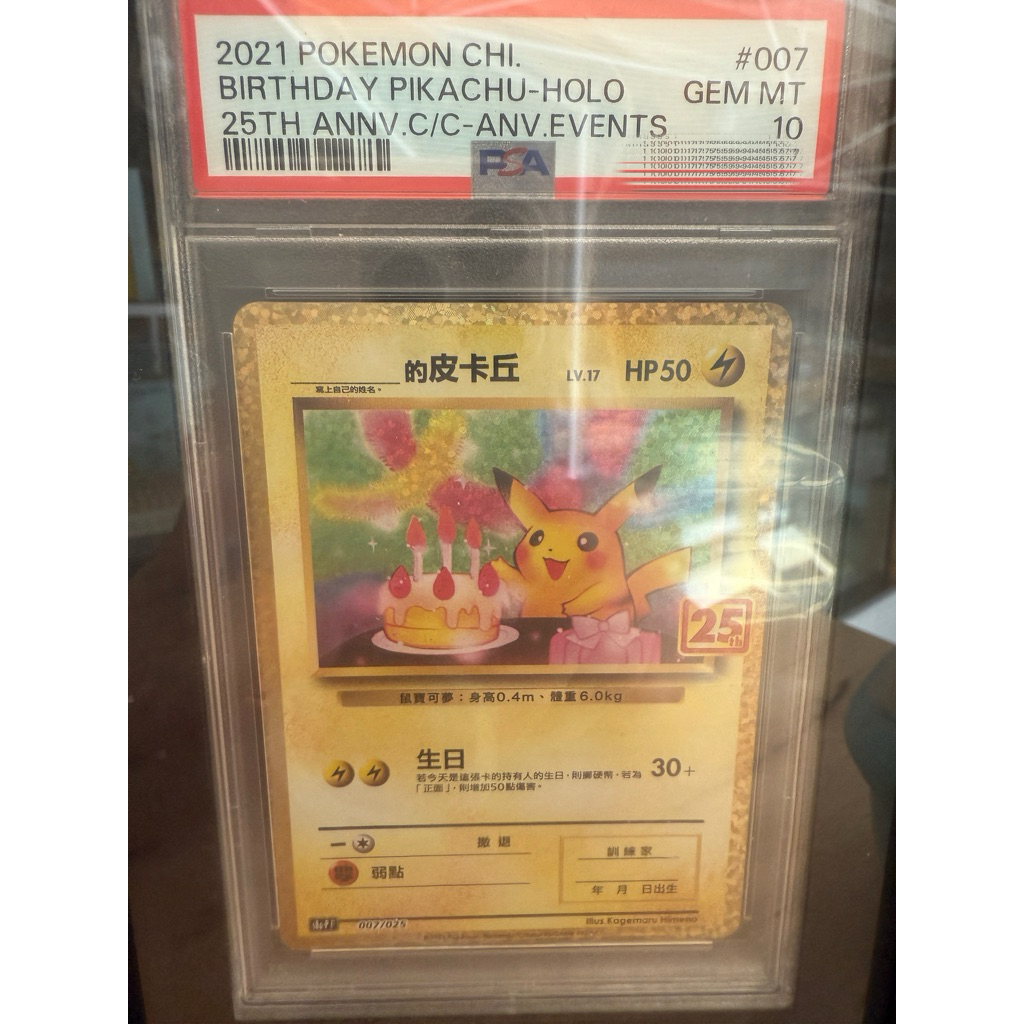 2021 POKEMON CHI.
#007
BIRTHDAY PIKACHU-HOLO
GEM MT
25TH ANNV.C/C-ANV.EVENTS
10
PSA
的皮卡丘
LV.17
HP50
寫上自己的姓名。
25th
鼠寶可夢：身高0.4m、體重6.0kg
生日
30+
若今天是這張卡的持有人的生日，則擲硬幣。若為
「正面」，則增加50點傷害。
撤退
弱點
訓練家
年 月 日出生
007/025
Illus. Kagemaru Himeno